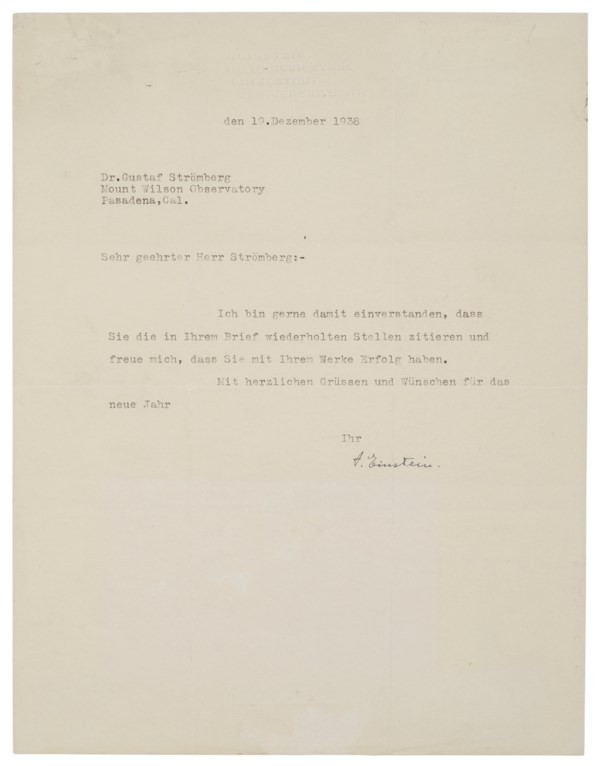 den 19.Dezember 1938
Dr.Gustaf Strömberg
Mount Wilson Observatory
Pasadena,Cal.
Sehr geehrter Herr Strömberg:-
Ich bin gerne damit einverstanden, dass
Sie die in Ihrem Brief wiederholten Stellen zitieren und
freue mich, dass Sie mit Ihrem Werke Erfolg haben.
Mit herzlichen Grüssen und Wünschen für das
neue Jahr
Ihr
A. Einstein.